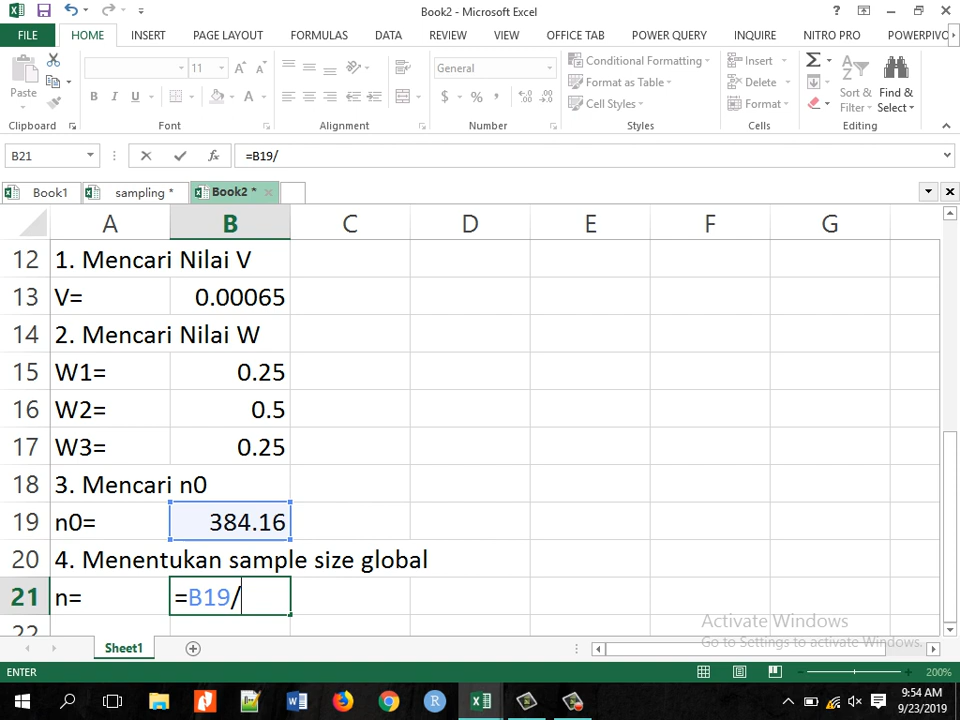 Book2 - Microsoft Excel
FILE HOME INSERT PAGE LAYOUT FORMULAS DATA REVIEW VIEW OFFICE TAB POWER QUERY INQUIRE NITRO PRO POWERPIVO
Paste
11
General
B I U
$ % ,
Conditional Formatting
Format as Table
Cell Styles
Insert
Delete
Format
Sort &
Filter
Find &
Select
Clipboard Font Alignment Number Styles Cells Editing
B21 fx =B19/
Book1 sampling * Book2 *
A B C D E F G
12 1. Mencari Nilai V
13 V= 0.00065
14 2. Mencari Nilai W
15 W1= 0.25
16 W2= 0.5
17 W3= 0.25
18 3. Mencari n0
19 n0= 384.16
20 4. Menentukan sample size global
21 n= =B19/
22
Activate Windows
Go to Settings to activate Windows.
Sheet1
ENTER 200%
9:54 AM
9/23/2019